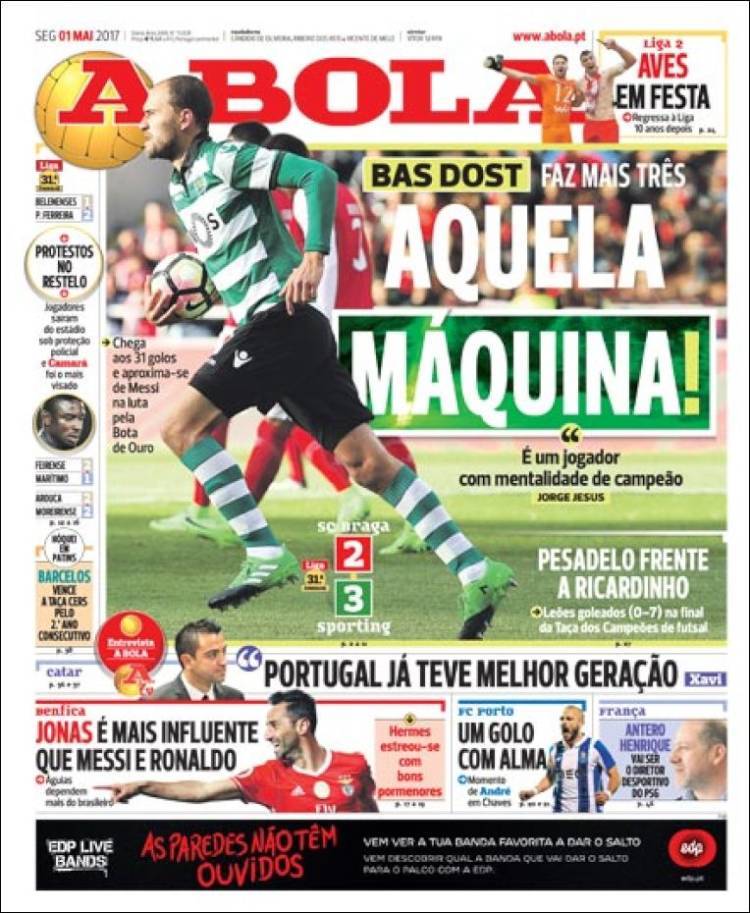 SEG 01 MAI 2017
www.abola.pt
A BOLA
Liga 2
AVES
EM FESTA
Regressa à Liga
10 anos depois p. 24
Liga
31.ª
BELENENSES 1
P. FERREIRA 2
PROTESTOS
NO
RESTELO
Jogadores
saíram
do estádio
sob proteção
policial
e Camará
foi o mais
visado
FEIRENSE 2
MARÍTIMO 1
AROUCA
MOREIRENSE 2
HÓQUEI
EM
PATINS
BARCELOS
VENCE
A TAÇA CERS
PELO
2.º ANO
CONSECUTIVO
p. 38
BAS DOST FAZ MAIS TRÊS
AQUELA
MÁQUINA!
Chega
aos 31 golos
e aproxima-se
de Messi
na luta
pela
Bota
de Ouro
“
É um jogador
com mentalidade de campeão
JORGE JESUS
sc braga
2
Liga
31.ª
3
sporting
PESADELO FRENTE
A RICARDINHO
Leões goleados (0-7) na final
da Taça dos Campeões de futsal
Entrevista
A BOLA
catar
“PORTUGAL JÁ TEVE MELHOR GERAÇÃO Xavi
Benfica
JONAS É MAIS INFLUENTE
QUE MESSI E RONALDO
Águias
dependem
mais do brasileiro
Hermes
estreou-se
com
bons
pormenores
FC Porto
UM GOLO
COM ALMA
Momento
de André
em Chaves
França
ANTERO
HENRIQUE
VAI SER
O DIRETOR
DESPORTIVO
DO PSG
EDP LIVE
BANDS
AS PAREDES NÃO TÊM
OUVIDOS
VEM VER A TUA BANDA FAVORITA A DAR O SALTO
VEM DESCOBRIR QUAL A BANDA QUE VAI DAR O SALTO
PARA O PALCO COM A EDP.
edp
edp.pt